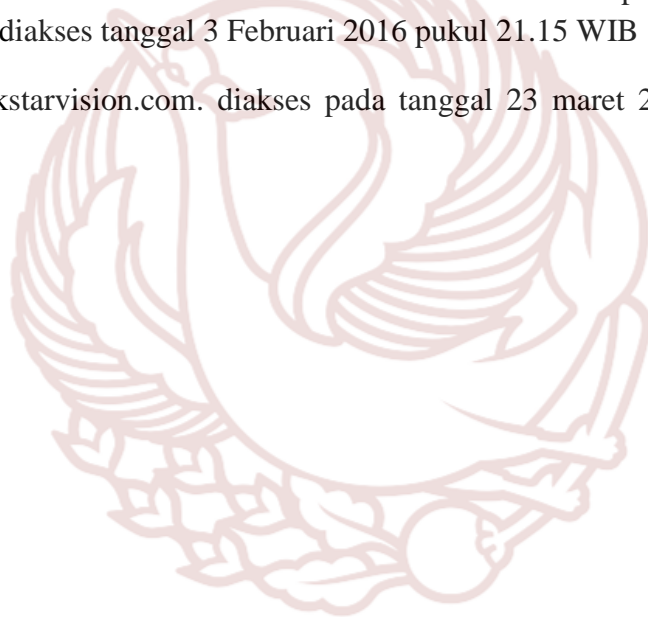 diakses tanggal 3 Februari 2016 pukul 21.15 WIB
kstarvision.com. diakses pada tanggal 23 maret 2